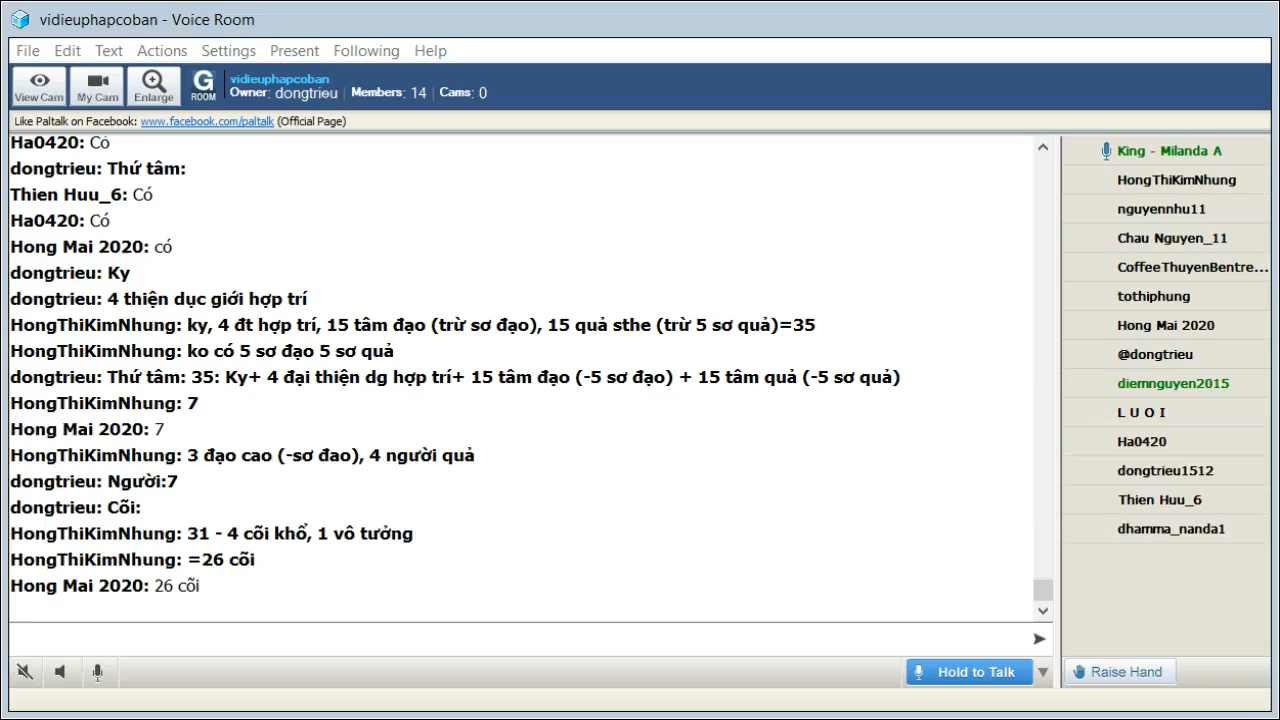 vidieuphapcoban - Voice Room
File Edit Text Actions Settings Present Following Help
View Cam My Cam Enlarge G ROOM
vidieuphapcoban
Owner: dongtrieu | Members: 14 | Cams: 0
Like Paltalk on Facebook: www.facebook.com/paltalk (Official Page)
Ha0420: Có
dongtrieu: Thứ tâm:
Thien Huu_6: Có
Ha0420: Có
Hong Mai 2020: có
dongtrieu: Ky
dongtrieu: 4 thiện dục giới hợp trí
HongThiKimNhung: ky, 4 đt hợp trí, 15 tâm đạo (trừ sơ đạo), 15 quả sthe (trừ 5 sơ quả)=35
HongThiKimNhung: ko có 5 sơ đạo 5 sơ quả
dongtrieu: Thứ tâm: 35: Ky+ 4 đại thiện dg hợp trí+ 15 tâm đạo (-5 sơ đạo) + 15 tâm quả (-5 sơ quả)
HongThiKimNhung: 7
Hong Mai 2020: 7
HongThiKimNhung: 3 đạo cao (-sơ đao), 4 người quả
dongtrieu: Người:7
dongtrieu: Cõi:
HongThiKimNhung: 31 - 4 cõi khổ, 1 vô tưởng
HongThiKimNhung: =26 cõi
Hong Mai 2020: 26 cõi
King - Milanda A
HongThiKimNhung
nguyennhu11
Chau Nguyen_11
CoffeeThuyenBentre...
tothiphung
Hong Mai 2020
@dongtrieu
diemnguyen2015
L U O I
Ha0420
dongtrieu1512
Thien Huu_6
dhamma_nanda1
Hold to Talk
Raise Hand